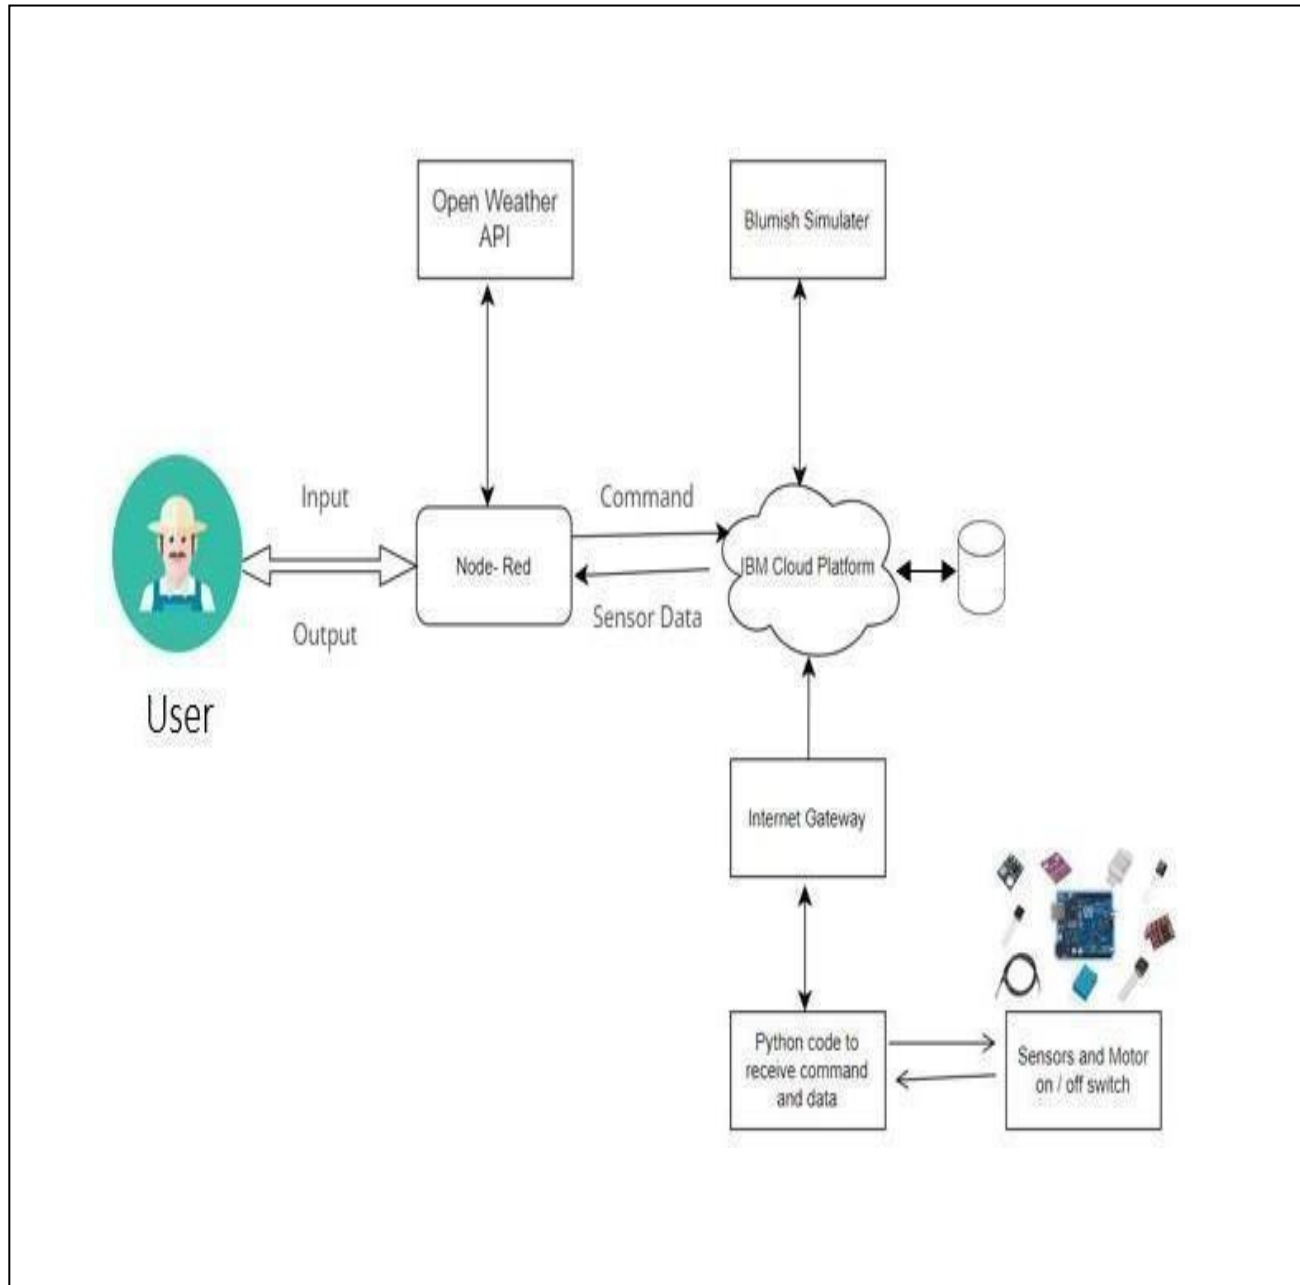 Open Weather
API
Blumish Simulater
Input
Command
Node- Red
IBM Cloud Platform
Output
Sensor Data
User
Internet Gateway
Python code to
receive command
and data
Sensors and Motor
on / off switch